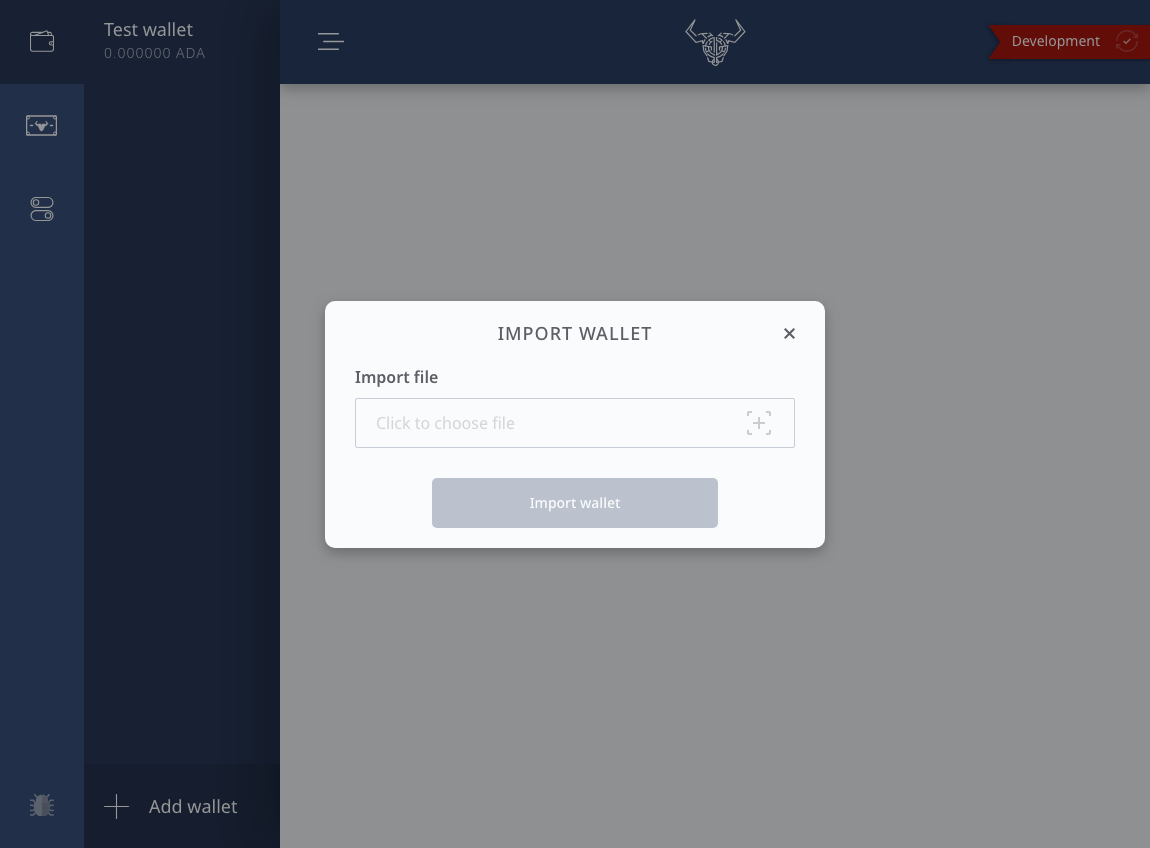 Test wallet
0.000000 ADA
Development
IMPORT WALLET
Import file
Click to choose file
Import wallet
Add wallet